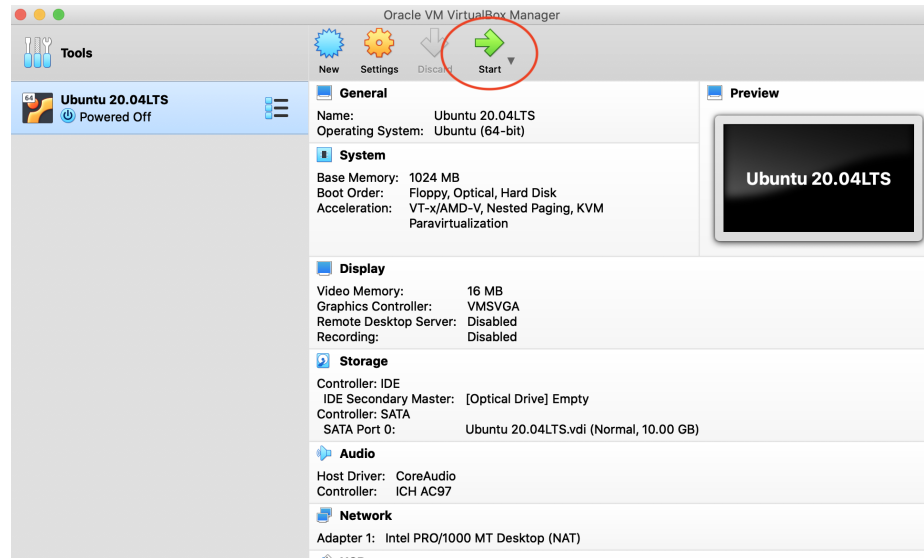 Oracle VM VirtualBox Manager
Tools
New Settings Discard Start
64
Ubuntu 20.04LTS
Powered Off
General
Name: Ubuntu 20.04LTS
Operating System: Ubuntu (64-bit)
Preview
Ubuntu 20.04LTS
System
Base Memory: 1024 MB
Boot Order: Floppy, Optical, Hard Disk
Acceleration: VT-x/AMD-V, Nested Paging, KVM
Paravirtualization
Display
Video Memory: 16 MB
Graphics Controller: VMSVGA
Remote Desktop Server: Disabled
Recording: Disabled
Storage
Controller: IDE
IDE Secondary Master: [Optical Drive] Empty
Controller: SATA
SATA Port 0: Ubuntu 20.04LTS.vdi (Normal, 10.00 GB)
Audio
Host Driver: CoreAudio
Controller: ICH AC97
Network
Adapter 1: Intel PRO/1000 MT Desktop (NAT)